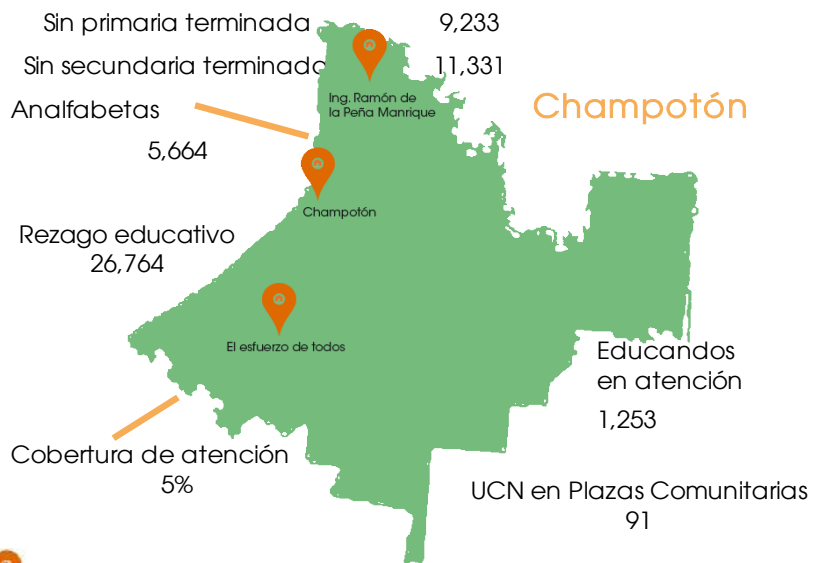 Sin primaria terminada 9,233
Sin secundaria terminada 11,331
Analfabetas
5,664
Ing. Ramón de
la Peña Manrique
Champotón
Champotón
Rezago educativo
26,764
El esfuerzo de todos
Educandos
en atención
1,253
Cobertura de atención
5%
UCN en Plazas Comunitarias
91